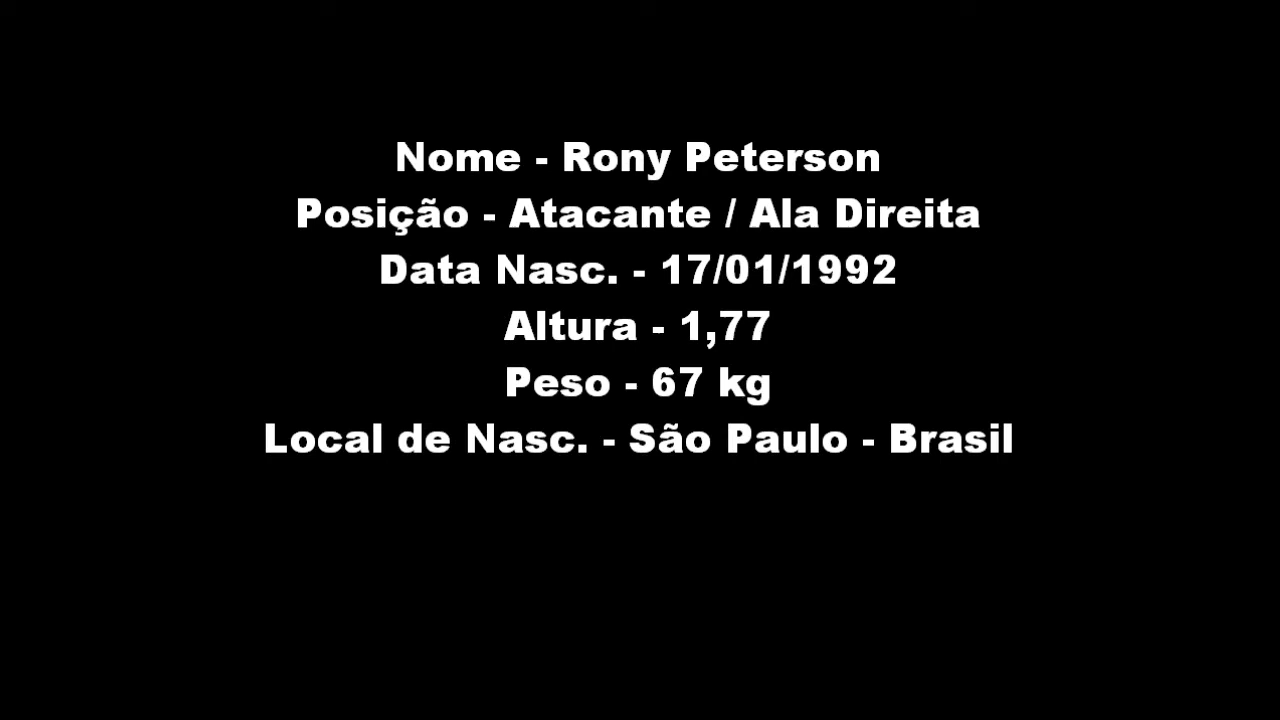 Nome - Rony Peterson
Posição - Atacante / Ala Direita
Data Nasc. - 17/01/1992
Altura - 1,77
Peso - 67 kg
Local de Nasc. - São Paulo - Brasil